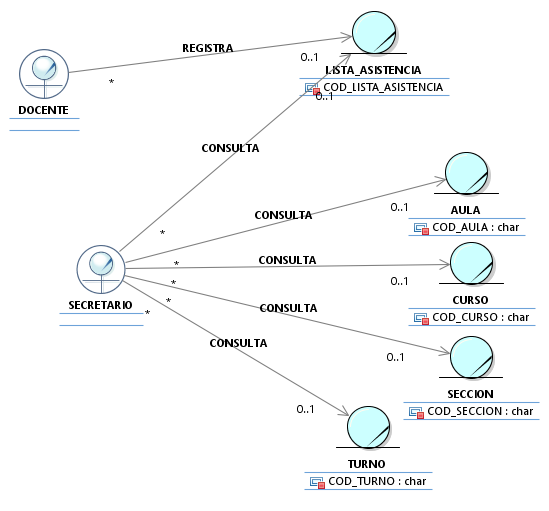 REGISTRA
*
0..1
LISTA_ASISTENCIA
COD_LISTA_ASISTENCIA
DOCENTE
0..1
CONSULTA
*
CONSULTA
0..1
AULA
COD_AULA : char
CONSULTA
*
0..1
CURSO
COD_CURSO : char
SECRETARIO
*
CONSULTA
*
0..1
SECCION
COD_SECCION : char
*
CONSULTA
0..1
TURNO
COD_TURNO : char